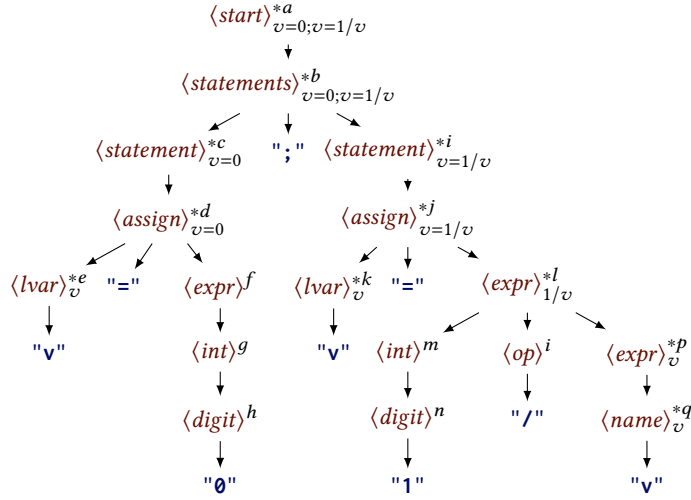 ⟨start⟩*a v=0;v=1/v
⟨statements⟩*b v=0;v=1/v
⟨statement⟩*c v=0 ";" ⟨statement⟩*i v=1/v
⟨assign⟩*d v=0 ⟨assign⟩*j v=1/v
⟨lvar⟩*e v "=" ⟨expr⟩f ⟨lvar⟩*k v "=" ⟨expr⟩*l 1/v
"v" ⟨int⟩g "v" ⟨int⟩m ⟨op⟩i ⟨expr⟩*p v
⟨digit⟩h ⟨digit⟩n "/" ⟨name⟩*q v
"0" "1" "v"